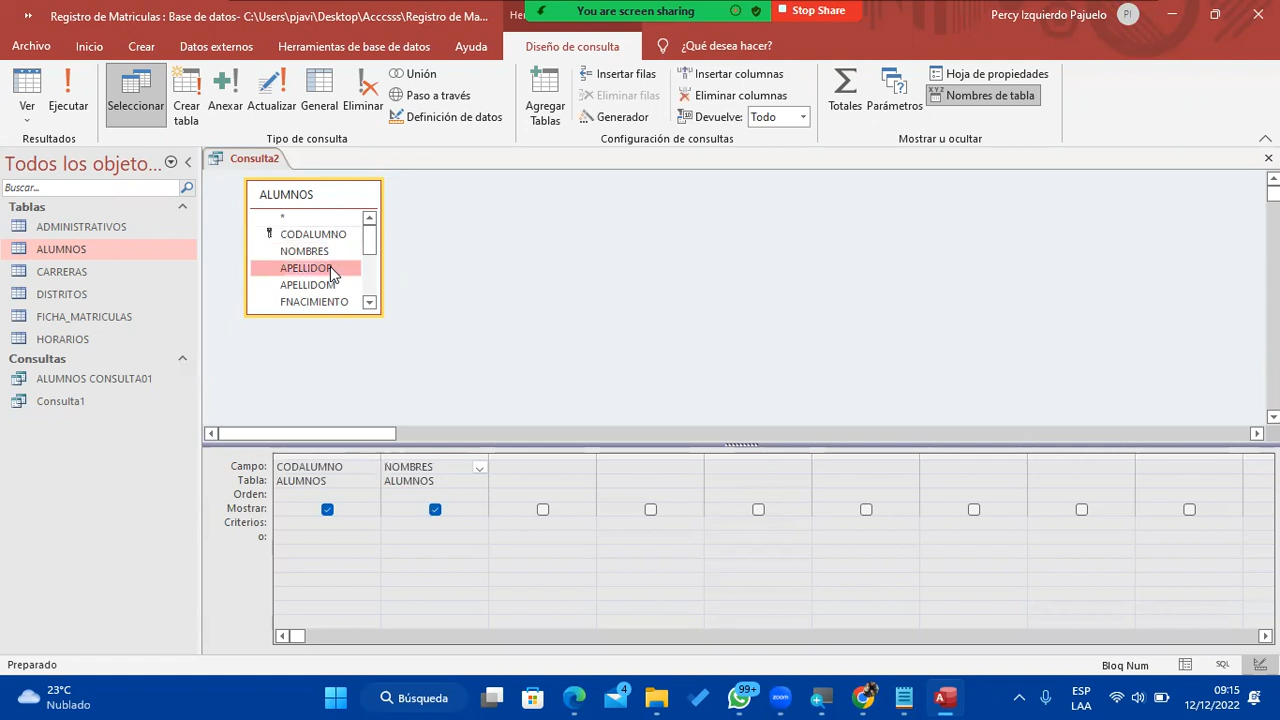 Registro de Matriculas : Base de datos- C:\Users\pjavi\Desktop\Acccsss\Registro de Ma...
You are screen sharing
Stop Share
Percy Izquierdo Pajuelo
PI
Archivo
Inicio
Crear
Datos externos
Herramientas de base de datos
Ayuda
Diseño de consulta
¿Qué desea hacer?
Ver
Ejecutar
Resultados
Seleccionar
Crear tabla
Anexar
Actualizar
General
Eliminar
Unión
Paso a través
Definición de datos
Tipo de consulta
Agregar Tablas
Insertar filas
Eliminar filas
Generador
Insertar columnas
Eliminar columnas
Devuelve: Todo
Configuración de consultas
Totales
Parámetros
Hoja de propiedades
XYZ Nombres de tabla
Mostrar u ocultar
Todos los objeto...
Buscar...
Tablas
ADMINISTRATIVOS
ALUMNOS
CARRERAS
DISTRITOS
FICHA_MATRICULAS
HORARIOS
Consultas
ALUMNOS CONSULTA01
Consulta1
Consulta2
ALUMNOS
*
CODALUMNO
NOMBRES
APELLIDOP
APELLIDOM
FNACIMIENTO
Campo: CODALUMNO NOMBRES
Tabla: ALUMNOS ALUMNOS
Orden:
Mostrar:
Criterios:
o:
Preparado
Bloq Num
SQL
23°C
Nublado
Búsqueda
4
99+
zoom
ESP
LAA
09:15
12/12/2022